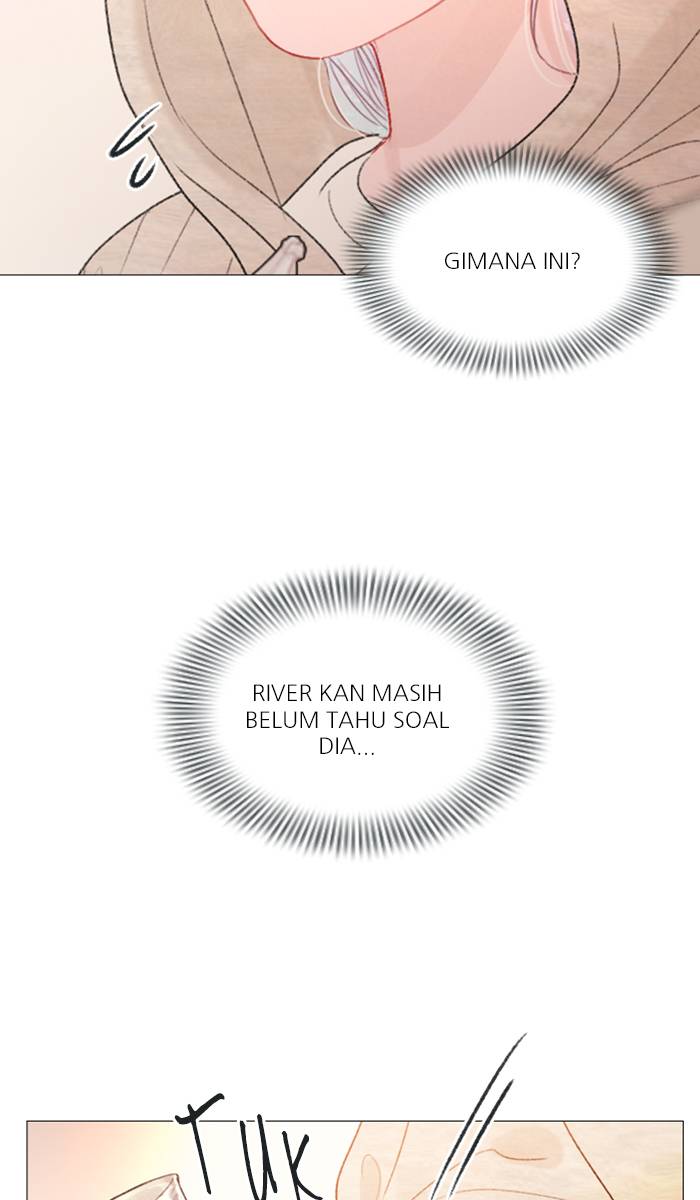 GIMANA INI?
RIVER KAN MASIH
BELUM TAHU SOAL
DIA...
TUK